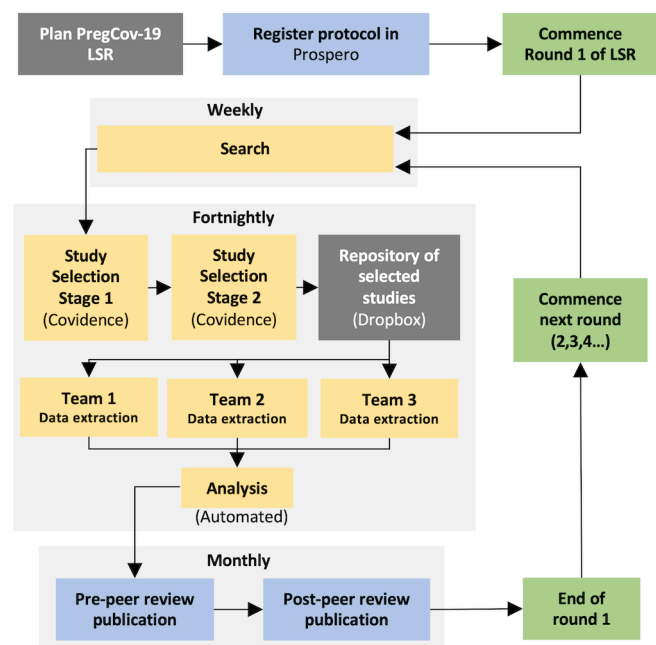 Plan PregCov-19
LSR
Register protocol in
Prospero
Commence
Round 1 of LSR
Weekly
Search
Fortnightly
Study
Selection
Stage 1
(Covidence)
Study
Selection
Stage 2
(Covidence)
Repository of
selected
studies
(Dropbox)
Commence
next round
(2,3,4...)
Team 1
Data extraction
Team 2
Data extraction
Team 3
Data extraction
Analysis
(Automated)
Monthly
Pre-peer review
publication
Post-peer review
publication
End of
round 1